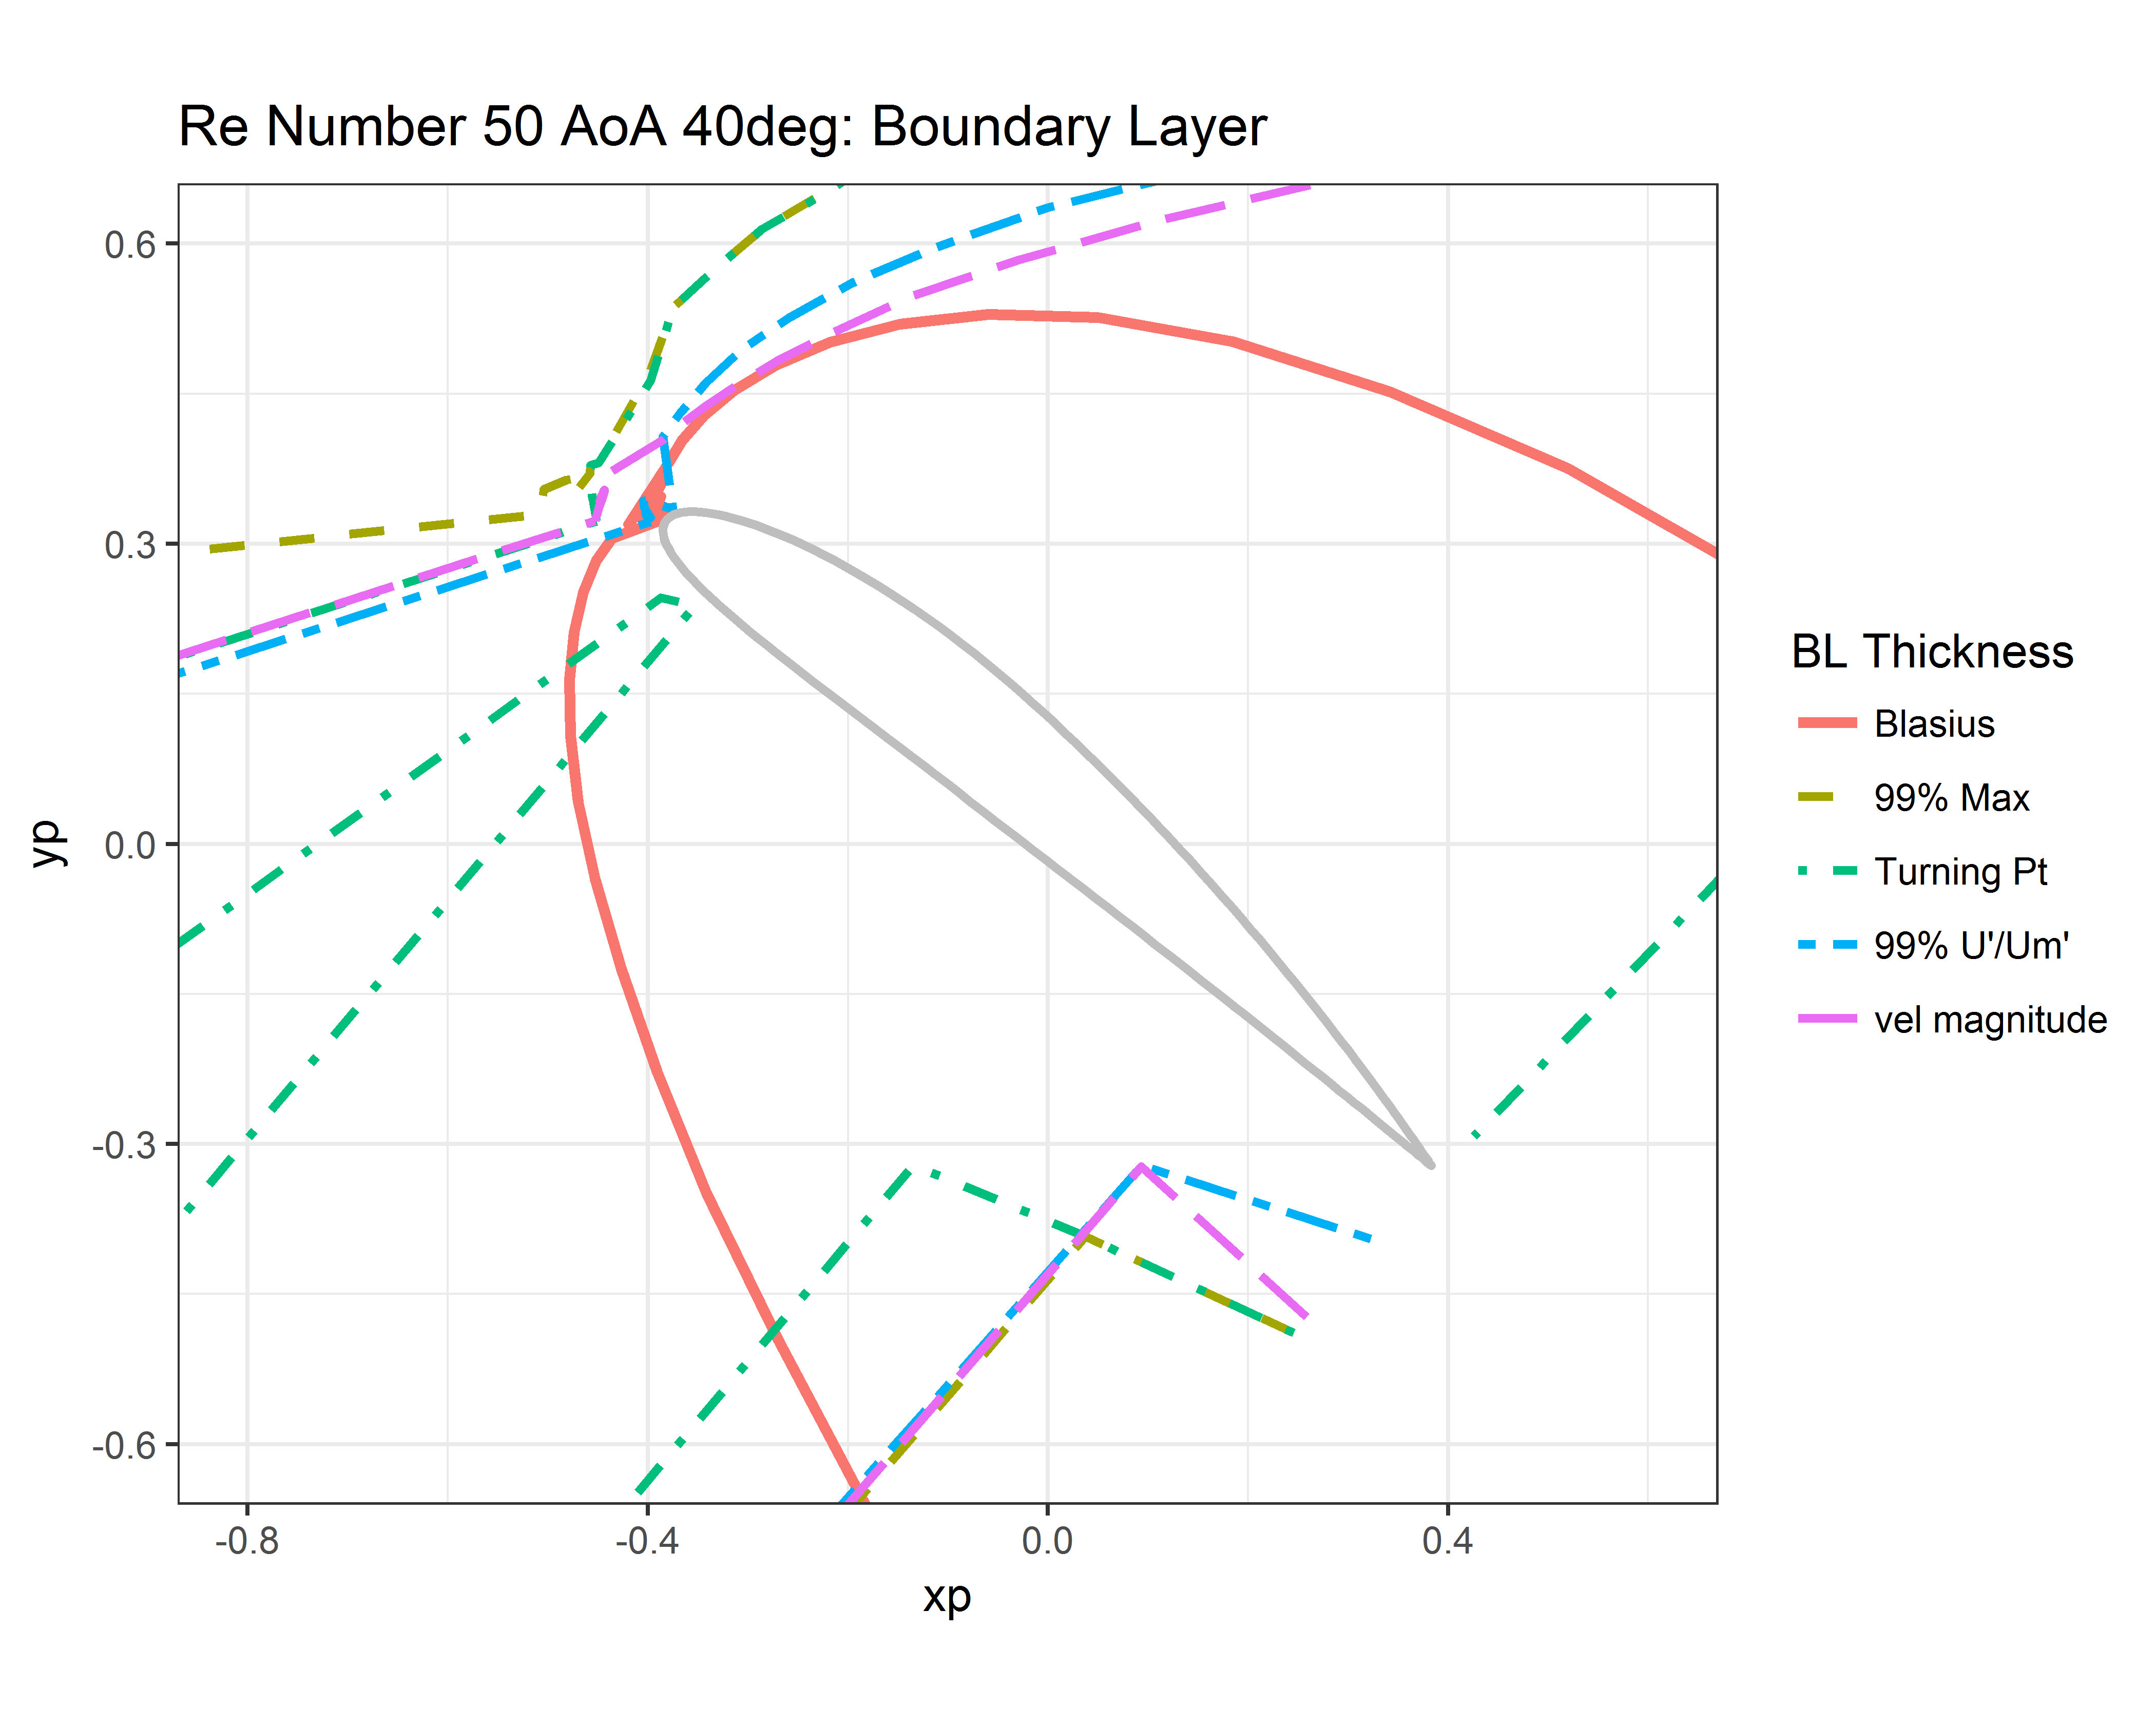 Re Number 50 AoA 40deg: Boundary Layer
0.6
0.3
0.0
-0.3
-0.6
yp
-0.8
-0.4
0.0
0.4
xp
BL Thickness
Blasius
99% Max
Turning Pt
99% U'/Um'
vel magnitude